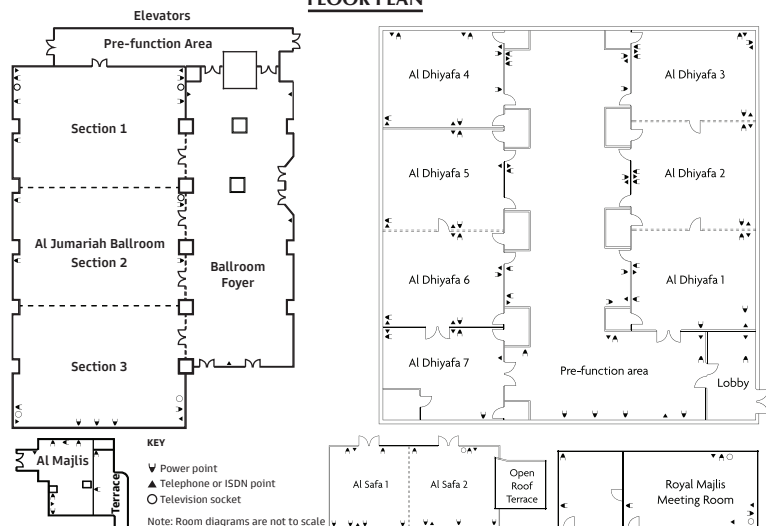 FLOOR PLAN
Elevators
Pre-function Area
Section 1
Al Jumariah Ballroom
Section 2
Ballroom
Foyer
Section 3
Al Dhiyafa 4
Al Dhiyafa 3
Al Dhiyafa 5
Al Dhiyafa 2
Al Dhiyafa 6
Al Dhiyafa 1
Al Dhiyafa 7
Pre-function area
Lobby
Al Majlis
Terrace
KEY
Power point
Telephone or ISDN point
Television socket
Note: Room diagrams are not to scale
Al Safa 1
Al Safa 2
Open
Roof
Terrace
Royal Majlis
Meeting Room